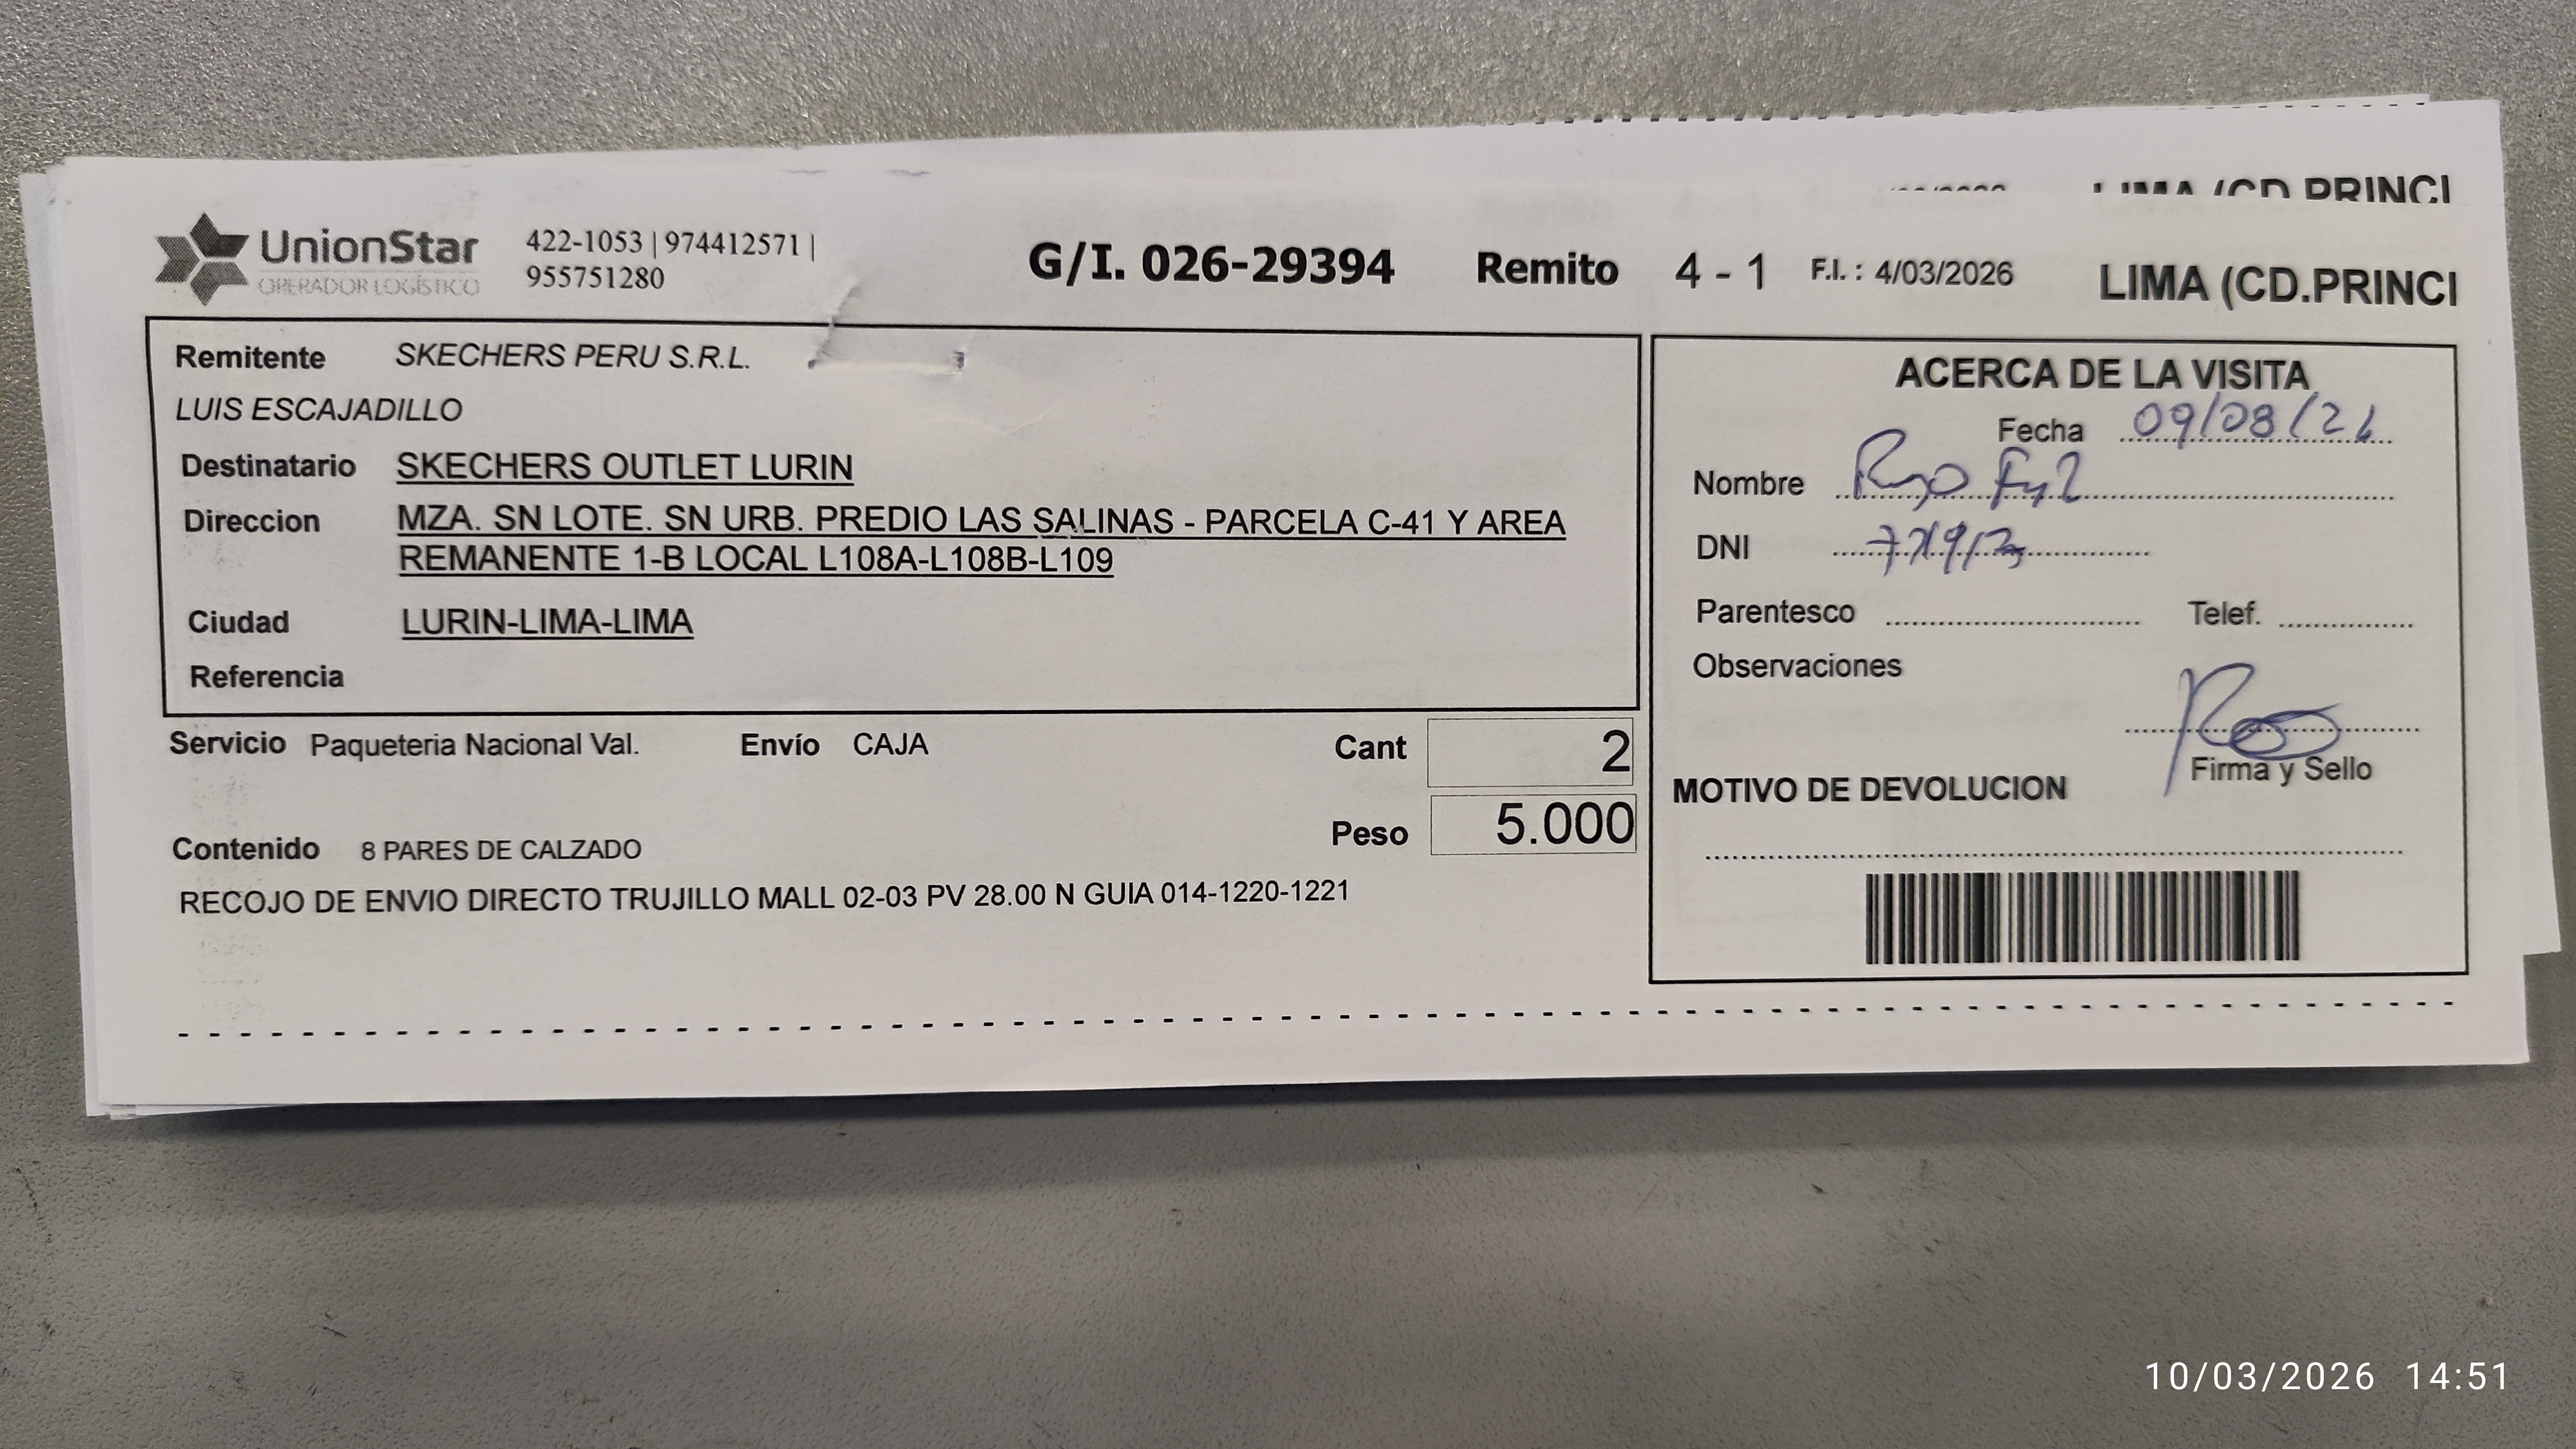 LIMA (CD.PRINCI
UnionStar
OPERADOR LOGÍSTICO
422-1053 | 974412571 |
955751280
G/I. 026-29394 Remito 4 - 1 F.I. : 4/03/2026 LIMA (CD.PRINCI
Remitente SKECHERS PERU S.R.L.
LUIS ESCAJADILLO
Destinatario SKECHERS OUTLET LURIN
Direccion MZA. SN LOTE. SN URB. PREDIO LAS SALINAS - PARCELA C-41 Y AREA
REMANENTE 1-B LOCAL L108A-L108B-L109
Ciudad LURIN-LIMA-LIMA
Referencia
Servicio Paqueteria Nacional Val. Envío CAJA Cant 2
Peso 5.000
Contenido 8 PARES DE CALZADO
RECOJO DE ENVIO DIRECTO TRUJILLO MALL 02-03 PV 28.00 N GUIA 014-1220-1221
ACERCA DE LA VISITA
Fecha
Nombre
DNI
Parentesco Telef.
Observaciones
Firma y Sello
MOTIVO DE DEVOLUCION
10/03/2026 14:51